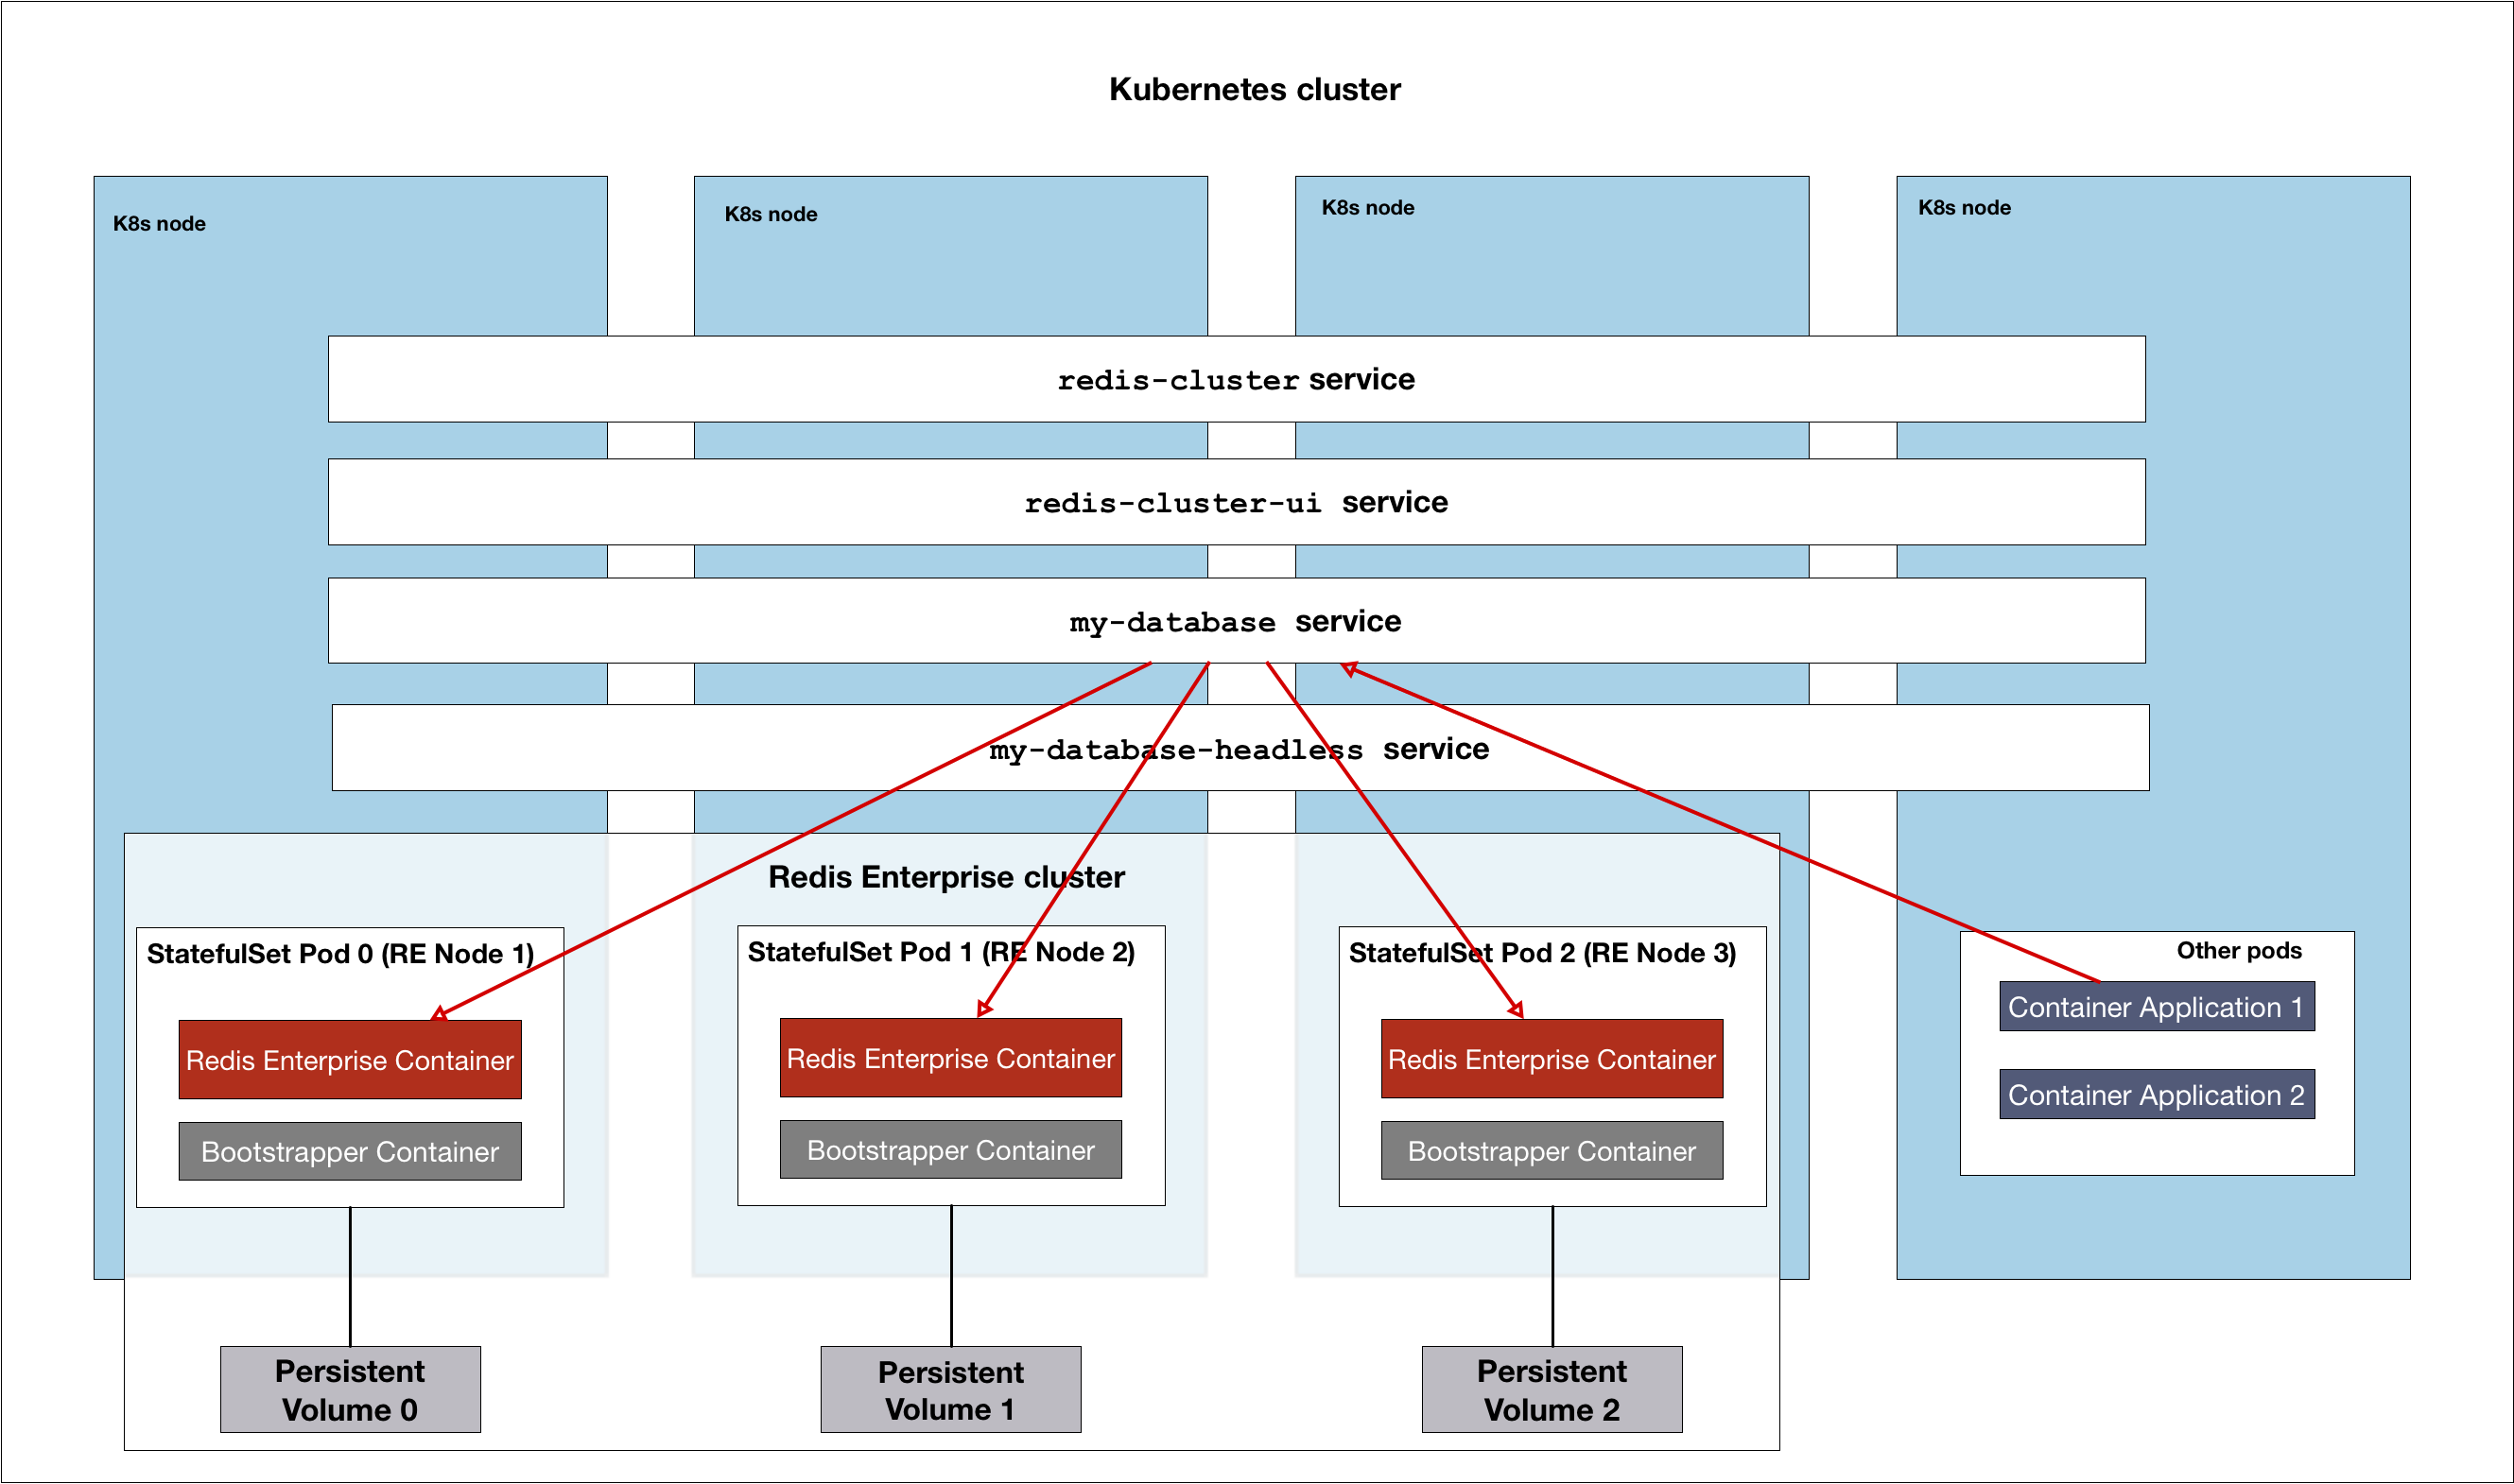 Kubernetes cluster
K8s node
K8s node
K8s node
K8s node
redis-cluster service
redis-cluster-ui service
my-database service
my-database-headless service
Redis Enterprise cluster
StatefulSet Pod 0 (RE Node 1)
Redis Enterprise Container
Bootstrapper Container
StatefulSet Pod 1 (RE Node 2)
Redis Enterprise Container
Bootstrapper Container
StatefulSet Pod 2 (RE Node 3)
Redis Enterprise Container
Bootstrapper Container
Other pods
Container Application 1
Container Application 2
Persistent
Volume 0
Persistent
Volume 1
Persistent
Volume 2